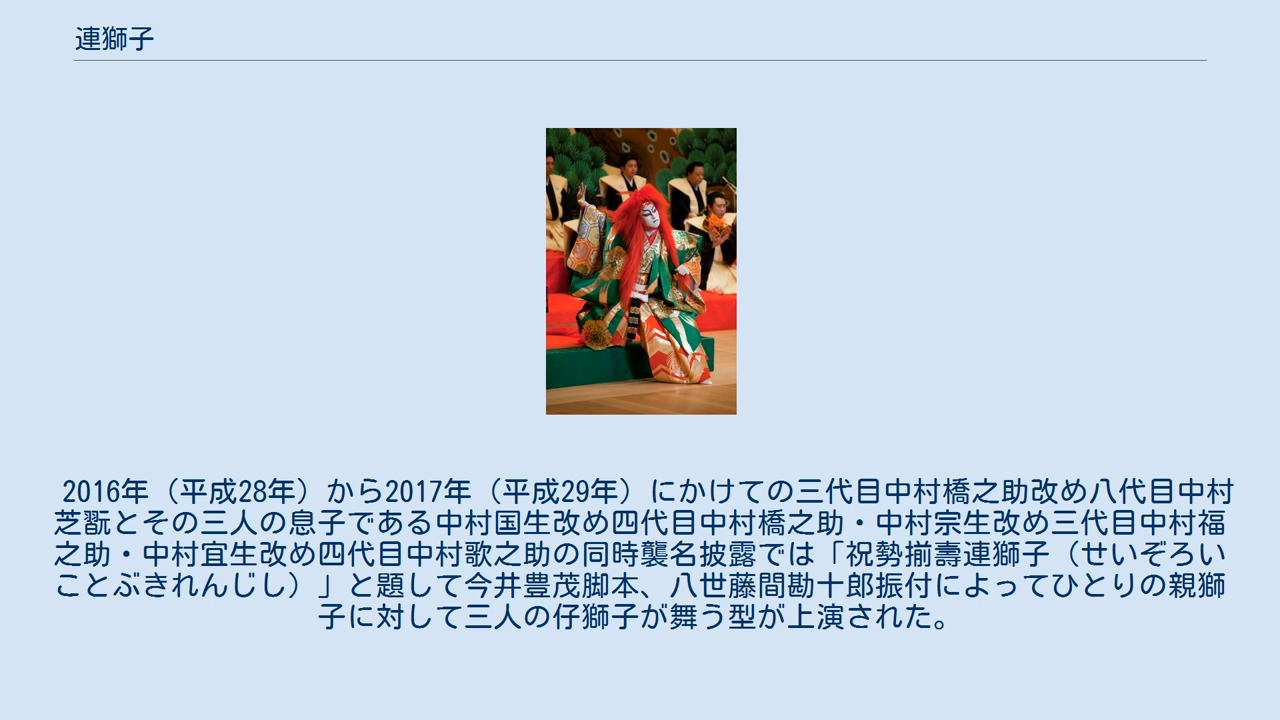 連獅子
2016年（平成28年）から2017年（平成29年）にかけての三代目中村橋之助改め八代目中村
芝翫とその三人の息子である中村国生改め四代目中村橋之助・中村宗生改め三代目中村福
之助・中村宜生改め四代目中村歌之助の同時襲名披露では「祝勢揃壽連獅子（せいぞろい
ことぶきれんじし）」と題して今井豊茂脚本、八世藤間勘十郎振付によってひとりの親獅
子に対して三人の仔獅子が舞う型が上演された。